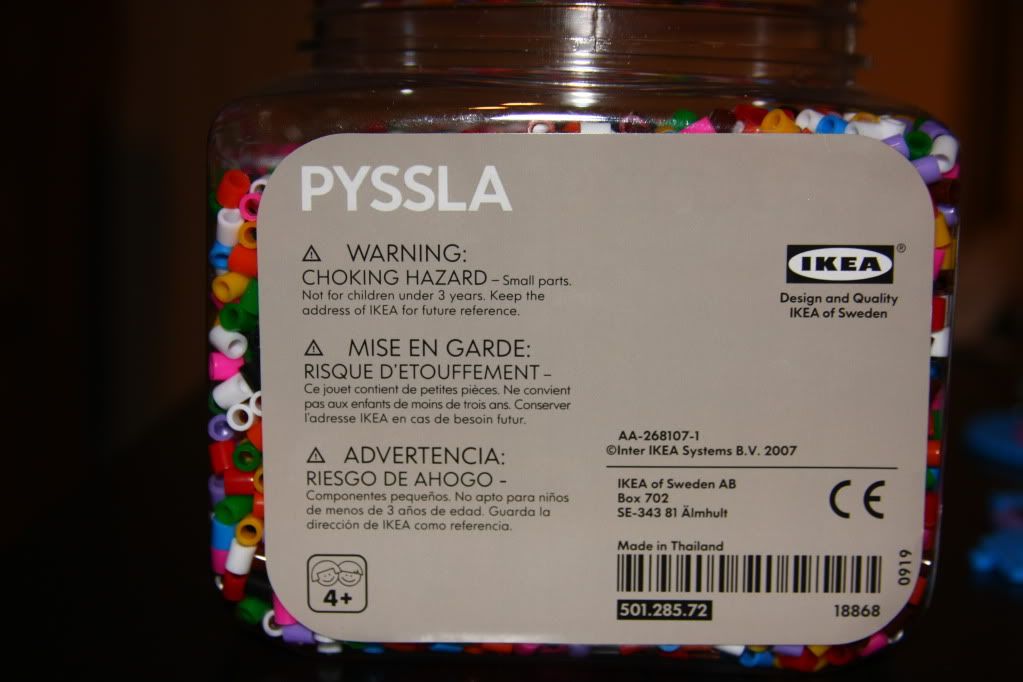 PYSSLA
⚠ WARNING:
CHOKING HAZARD – Small parts.
Not for children under 3 years. Keep the
address of IKEA for future reference.
⚠ MISE EN GARDE:
RISQUE D'ETOUFFEMENT –
Ce jouet contient de petites pièces. Ne convient
pas aux enfants de moins de trois ans. Conserver
l'adresse IKEA en cas de besoin futur.
⚠ ADVERTENCIA:
RIESGO DE AHOGO -
Componentes pequeños. No apto para niños
de menos de 3 años de edad. Guarda la
dirección de IKEA como referencia.
4+
IKEA®
Design and Quality
IKEA of Sweden
AA-268107-1
©Inter IKEA Systems B.V. 2007
IKEA of Sweden AB
Box 702
SE-343 81 Älmhult
CE
Made in Thailand
0919
501.285.72
18868